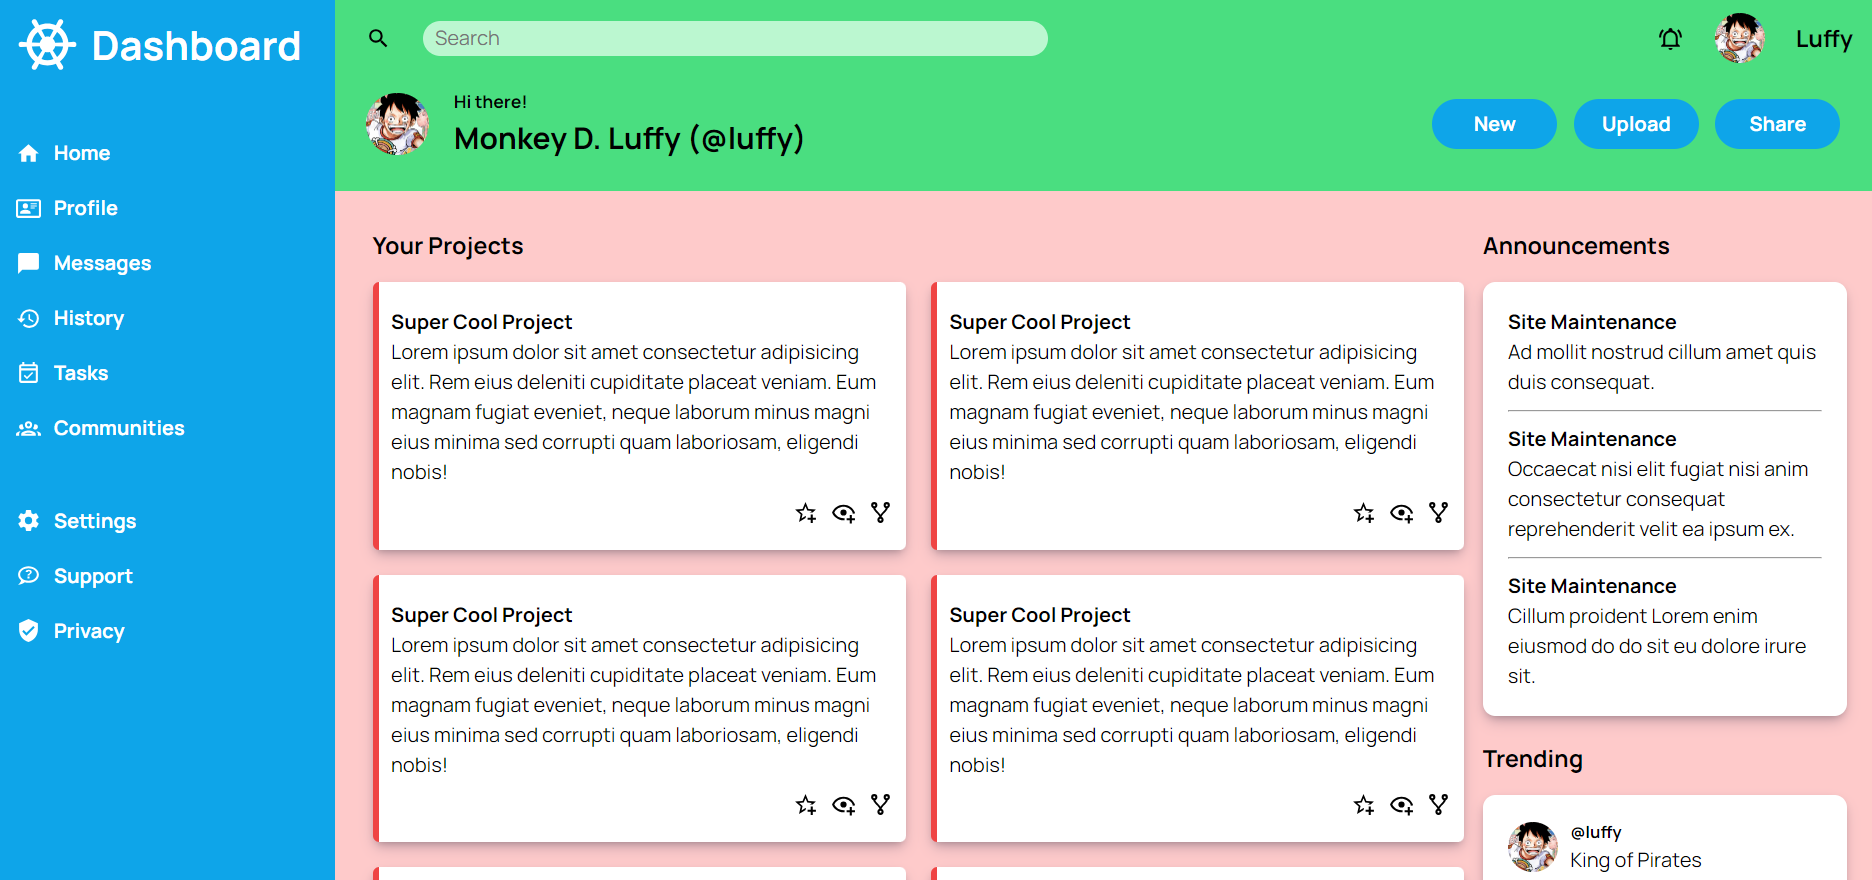 Dashboard
Home
Profile
Messages
History
Tasks
Communities
Settings
Support
Privacy
Search
Luffy
Hi there!
Monkey D. Luffy (@luffy)
New
Upload
Share
Your Projects
Super Cool Project
Lorem ipsum dolor sit amet consectetur adipisicing
elit. Rem eius deleniti cupiditate placeat veniam. Eum
magnam fugiat eveniet, neque laborum minus magni
eius minima sed corrupti quam laboriosam, eligendi
nobis!
Super Cool Project
Lorem ipsum dolor sit amet consectetur adipisicing
elit. Rem eius deleniti cupiditate placeat veniam. Eum
magnam fugiat eveniet, neque laborum minus magni
eius minima sed corrupti quam laboriosam, eligendi
nobis!
Super Cool Project
Lorem ipsum dolor sit amet consectetur adipisicing
elit. Rem eius deleniti cupiditate placeat veniam. Eum
magnam fugiat eveniet, neque laborum minus magni
eius minima sed corrupti quam laboriosam, eligendi
nobis!
Super Cool Project
Lorem ipsum dolor sit amet consectetur adipisicing
elit. Rem eius deleniti cupiditate placeat veniam. Eum
magnam fugiat eveniet, neque laborum minus magni
eius minima sed corrupti quam laboriosam, eligendi
nobis!
Announcements
Site Maintenance
Ad mollit nostrud cillum amet quis
duis consequat.
Site Maintenance
Occaecat nisi elit fugiat nisi anim
consectetur consequat
reprehenderit velit ea ipsum ex.
Site Maintenance
Cillum proident Lorem enim
eiusmod do do sit eu dolore irure
sit.
Trending
@luffy
King of Pirates